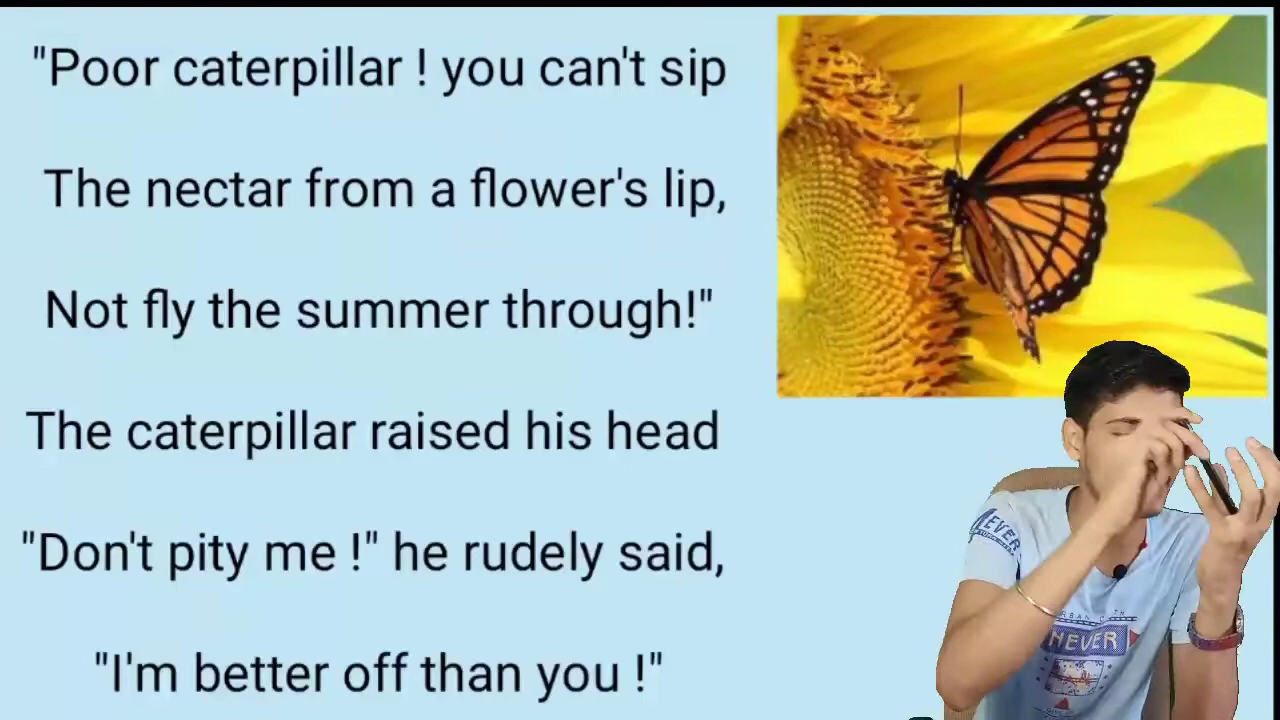 "Poor caterpillar ! you can't sip
The nectar from a flower's lip,
Not fly the summer through!"
The caterpillar raised his head
"Don't pity me !" he rudely said,
"I'm better off than you !"
NEVER
NEVER